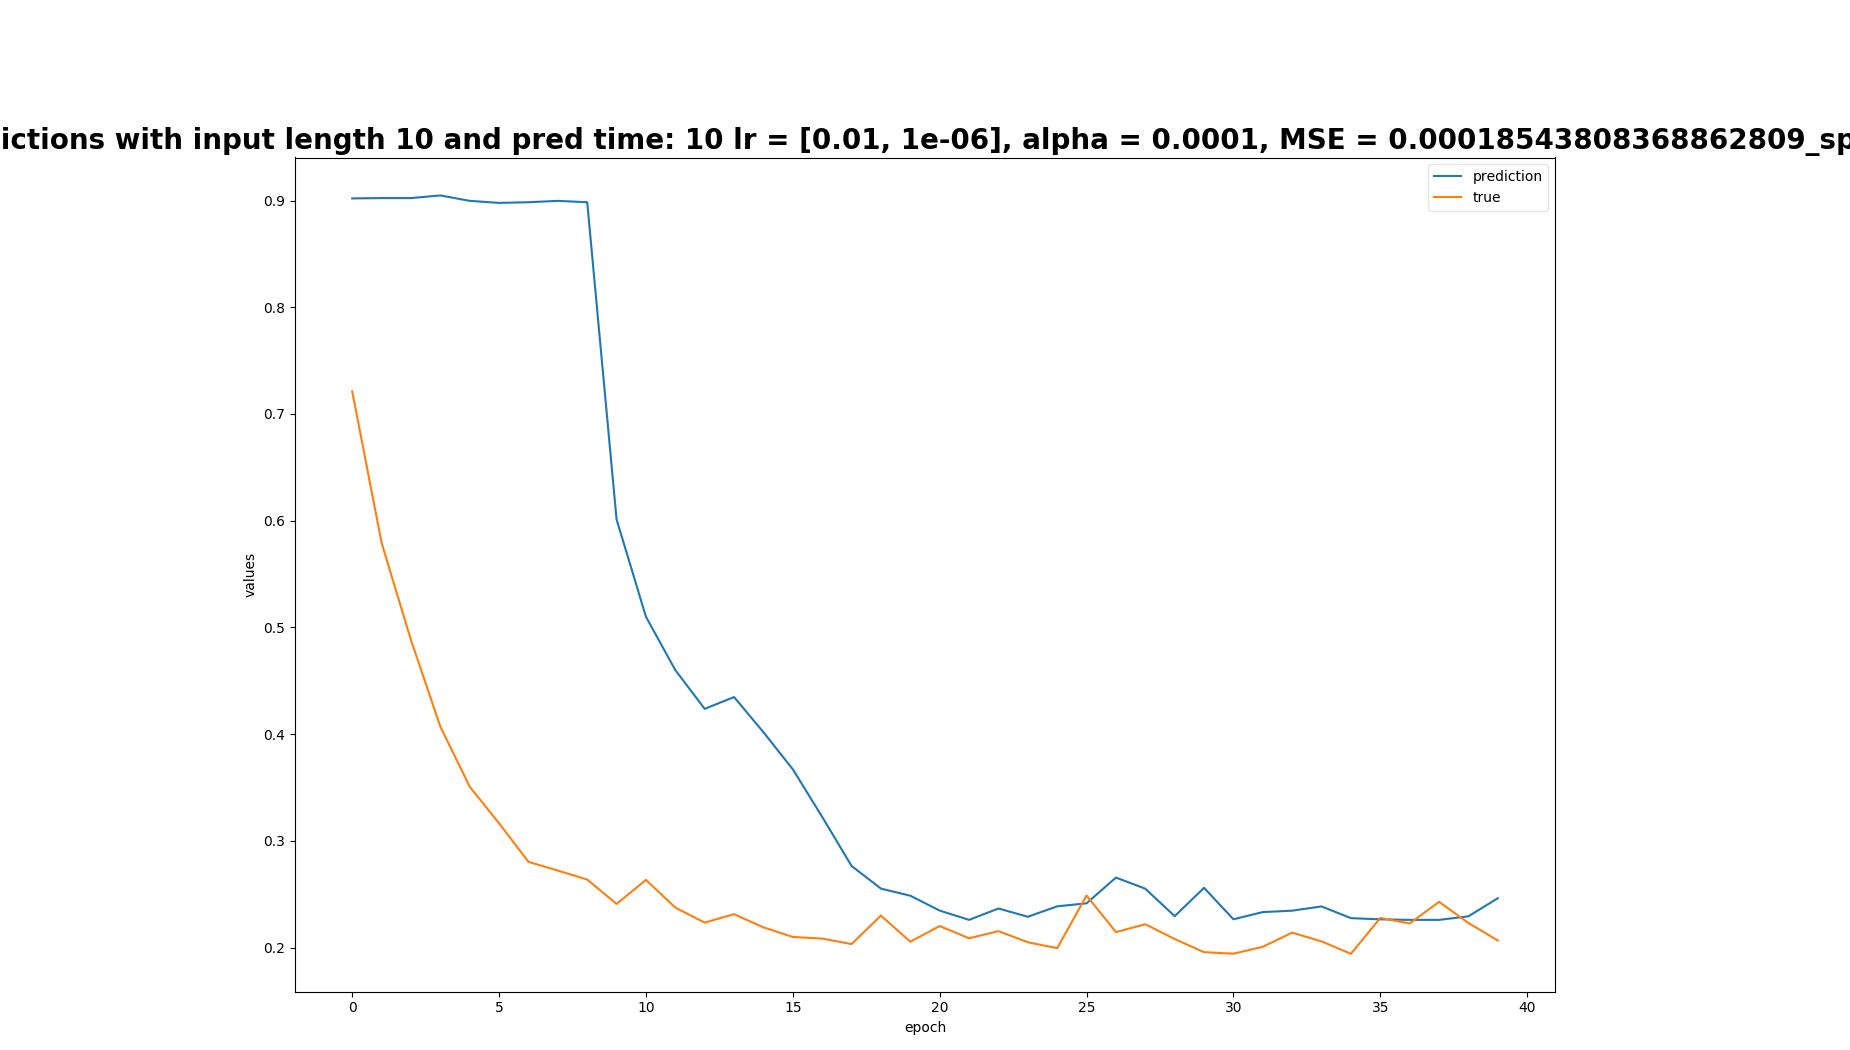 ictions with input length 10 and pred time: 10 lr = [0.01, 1e-06], alpha = 0.0001, MSE = 0.00018543808368862809_sp
prediction
true
0.9
0.8
0.7
0.6
0.5
0.4
0.3
0.2
values
0 5 10 15 20 25 30 35 40
epoch